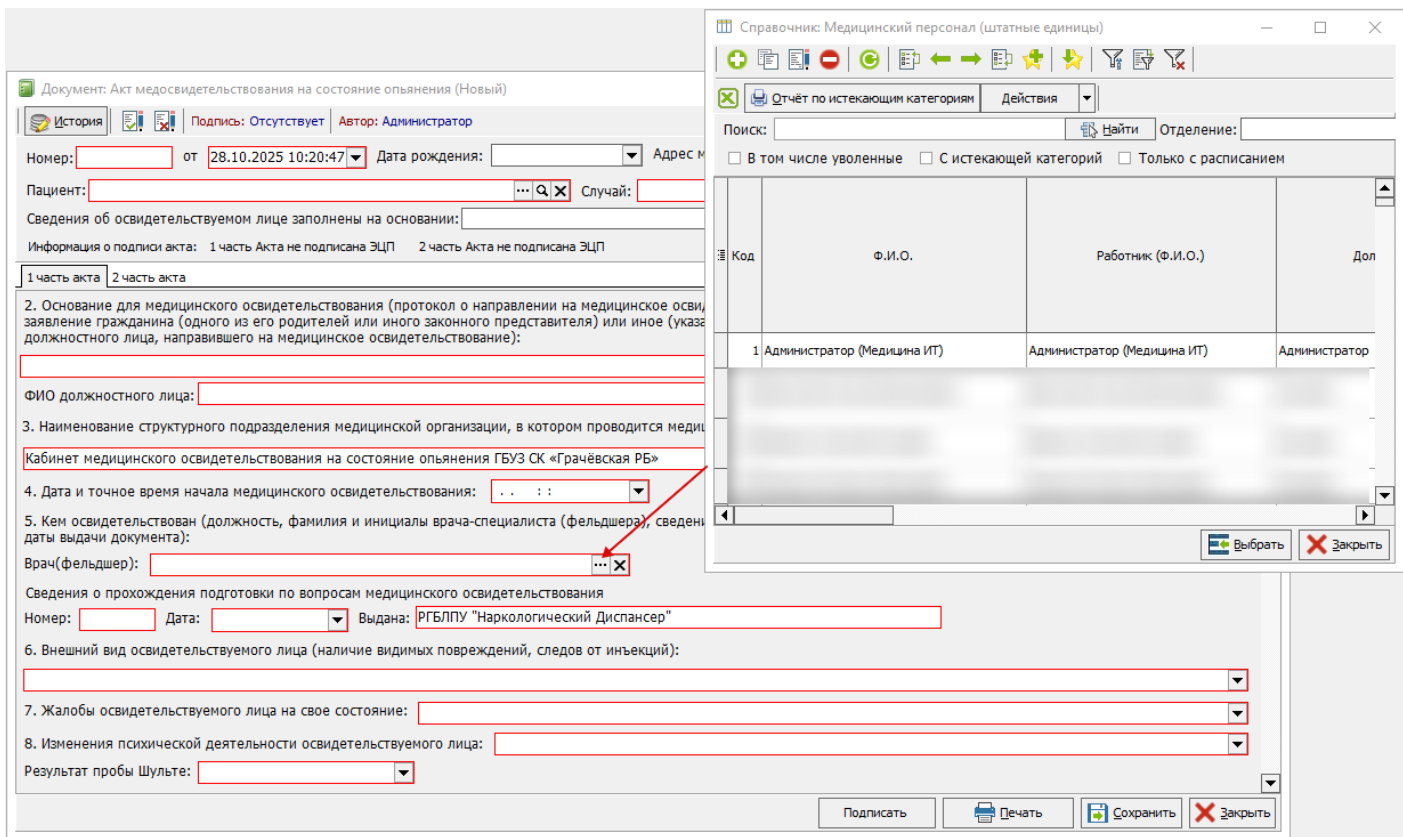 Документ: Акт медосвидетельствования на состояние опьянения (Новый)
История
Подпись: Отсутствует
Автор: Администратор
Номер:
от
28.10.2025 10:20:47
Дата рождения:
Адрес м
Пациент:
Случай:
Сведения об освидетельствуемом лице заполнены на основании:
Информация о подписи акта: 1 часть Акта не подписана ЭЦП 2 часть Акта не подписана ЭЦП
1 часть акта
2 часть акта
2. Основание для медицинского освидетельствования (протокол о направлении на медицинское осви
заявление гражданина (одного из его родителей или иного законного представителя) или иное (указа
должностного лица, направившего на медицинское освидетельствование):
ФИО должностного лица:
3. Наименование структурного подразделения медицинской организации, в котором проводится меди
Кабинет медицинского освидетельствования на состояние опьянения ГБУЗ СК «Грачёвская РБ»
4. Дата и точное время начала медицинского освидетельствования:
. . : :
5. Кем освидетельствован (должность, фамилия и инициалы врача-специалиста (фельдшера), сведени
даты выдачи документа):
Врач(фельдшер):
Сведения о прохождения подготовки по вопросам медицинского освидетельствования
Номер:
Дата:
Выдана:
РГБЛПУ "Наркологический Диспансер"
6. Внешний вид освидетельствуемого лица (наличие видимых повреждений, следов от инъекций):
7. Жалобы освидетельствуемого лица на свое состояние:
8. Изменения психической деятельности освидетельствуемого лица:
Результат пробы Шульте:
Подписать
Печать
Сохранить
Закрыть
Справочник: Медицинский персонал (штатные единицы)
Отчёт по истекающим категориям
Действия
Поиск:
Найти
Отделение:
В том числе уволенные
С истекающей категорий
Только с расписанием
Код
Ф.И.О.
Работник (Ф.И.О.)
Дол
1
Администратор (Медицина ИТ)
Администратор (Медицина ИТ)
Администратор
Выбрать
Закрыть